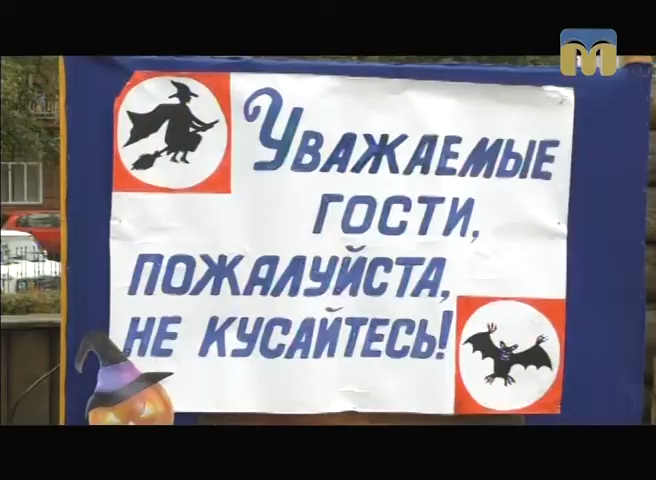 Уважаемые
гости,
пожалуйста,
не кусайтесь!